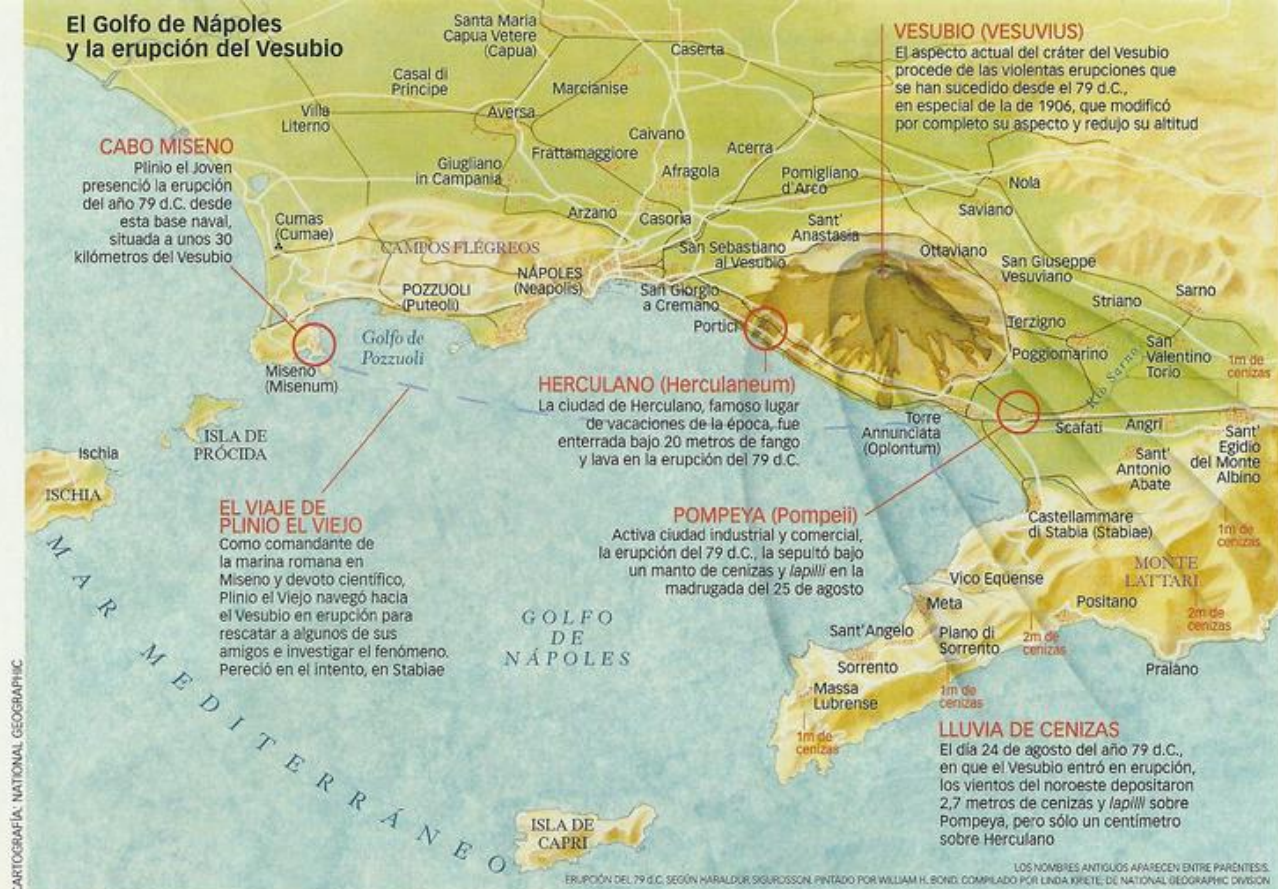 El Golfo de Nápoles
y la erupción del Vesubio
Santa Maria
Capua Vetere
(Capua)
Caserta
VESUBIO (VESUVIUS)
El aspecto actual del cráter del Vesubio
procede de las violentas erupciones que
se han sucedido desde el 79 d.C.,
en especial de la de 1906, que modificó
por completo su aspecto y redujo su altitud
Casal di
Principe
Marcianise
Villa
Literno
Aversa
CABO MISENO
Plinio el Joven
presenció la erupción
del año 79 d.C. desde
esta base naval,
situada a unos 30
kilómetros del Vesubio
Caivano
Frattamaggiore
Acerra
Giugliano
in Campania
Afragola
Pomigliano
d'Arco
Nola
Saviano
Cumas
(Cumae)
Arzano
Casoria
Sant'
Anastasia
CAMPOS FLÉGREOS
San Sebastiano
al Vesubio
Ottaviano
San Giuseppe
Vesuviano
NÁPOLES
(Neapolis)
POZZUOLI
(Puteoli)
San Giorgio
a Cremano
Striano
Sarno
Portici
Terzigno
Golfo de
Pozzuoli
Poggiomarino
San
Valentino
Torio
Río Sarno
1m de
cenizas
Miseno
(Misenum)
HERCULANO (Herculaneum)
La ciudad de Herculano, famoso lugar
de vacaciones de la época, fue
enterrada bajo 20 metros de fango
y lava en la erupción del 79 d.C.
Torre
Annunciata
(Oplontum)
Scafati
Angri
Sant'
Egidio
del Monte
Albino
Sant'
Antonio
Abate
ISLA DE
PRÓCIDA
Ischia
ISCHIA
EL VIAJE DE
PLINIO EL VIEJO
Como comandante de
la marina romana en
Miseno y devoto científico,
Plinio el Viejo navegó hacia
el Vesubio en erupción para
rescatar a algunos de sus
amigos e investigar el fenómeno.
Pereció en el intento, en Stabiae
POMPEYA (Pompeii)
Activa ciudad industrial y comercial,
la erupción del 79 d.C., la sepultó bajo
un manto de cenizas y lapilli en la
madrugada del 25 de agosto
Castellammare
di Stabia (Stabiae)
1m de
cenizas
MONTE
LATTARI
Vico Equense
Meta
Positano
2m de
cenizas
Sant'Angelo
Piano di
Sorrento
2m de
cenizas
Sorrento
Praiano
Massa
Lubrense
1m de
cenizas
1m de
cenizas
GOLFO
DE
NÁPOLES
MAR MEDITERRÁNEO
LLUVIA DE CENIZAS
El día 24 de agosto del año 79 d.C.,
en que el Vesubio entró en erupción,
los vientos del noroeste depositaron
2,7 metros de cenizas y lapilli sobre
Pompeya, pero sólo un centímetro
sobre Herculano
ISLA DE
CAPRI
CARTOGRAFÍA: NATIONAL GEOGRAPHIC
LOS NOMBRES ANTIGUOS APARECEN ENTRE PARÉNTESIS.
ERUPCIÓN DEL 79 d.C. SEGÚN HARALDUR SIGURDSSON. PINTADO POR WILLIAM H. BOND. COMPILADO POR LINDA KRIETE, DE NATIONAL GEOGRAPHIC DIVISION